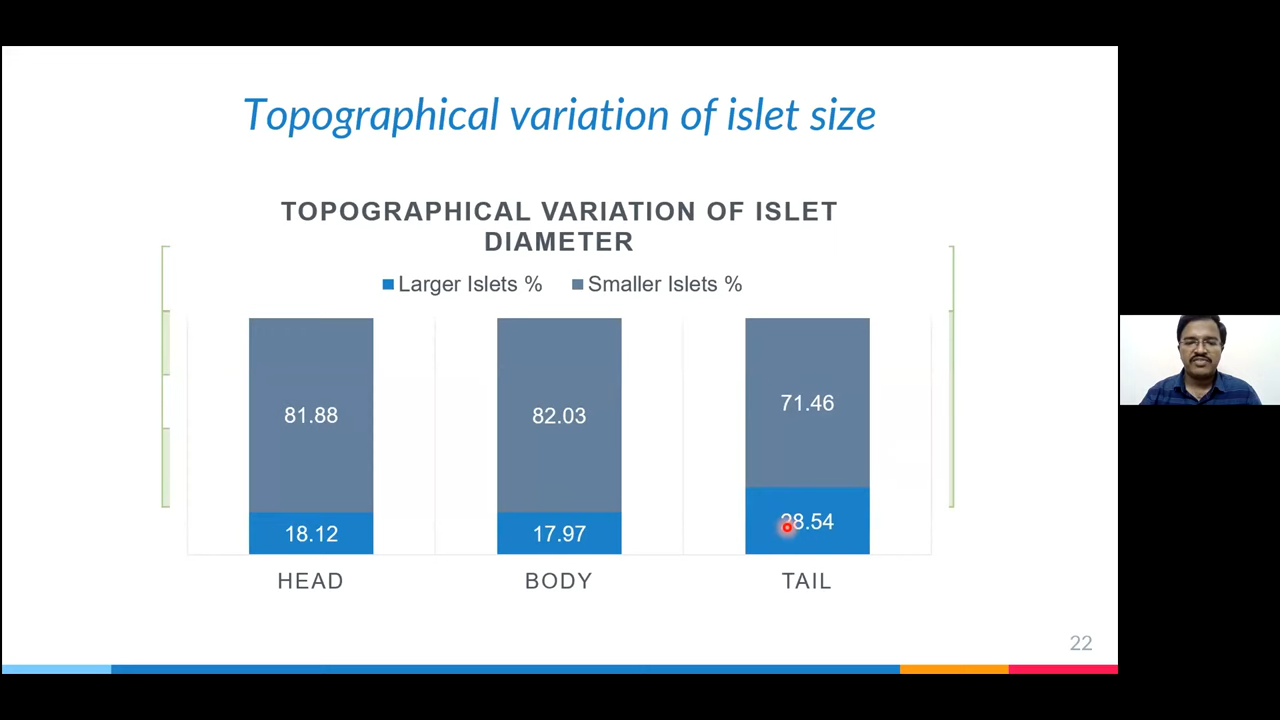 Topographical variation of islet size
TOPOGRAPHICAL VARIATION OF ISLET
DIAMETER
Larger Islets % Smaller Islets %
81.88 82.03 71.46
18.12 17.97 28.54
HEAD BODY TAIL
22